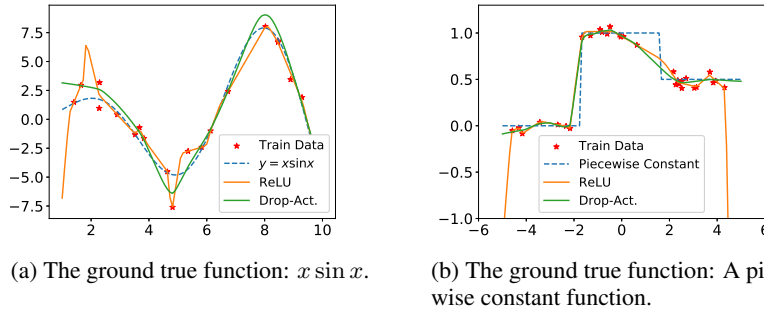 7.5
5.0
2.5
0.0
−2.5
−5.0
−7.5
2
4
6
8
10
Train Data
y = xsinx
ReLU
Drop-Act.
1.0
0.5
0.0
−0.5
−1.0
−6
−4
−2
0
2
4
6
Train Data
Piecewise Constant
ReLU
Drop-Act.
(a) The ground true function: x sin x.
(b) The ground true function: A pi
wise constant function.